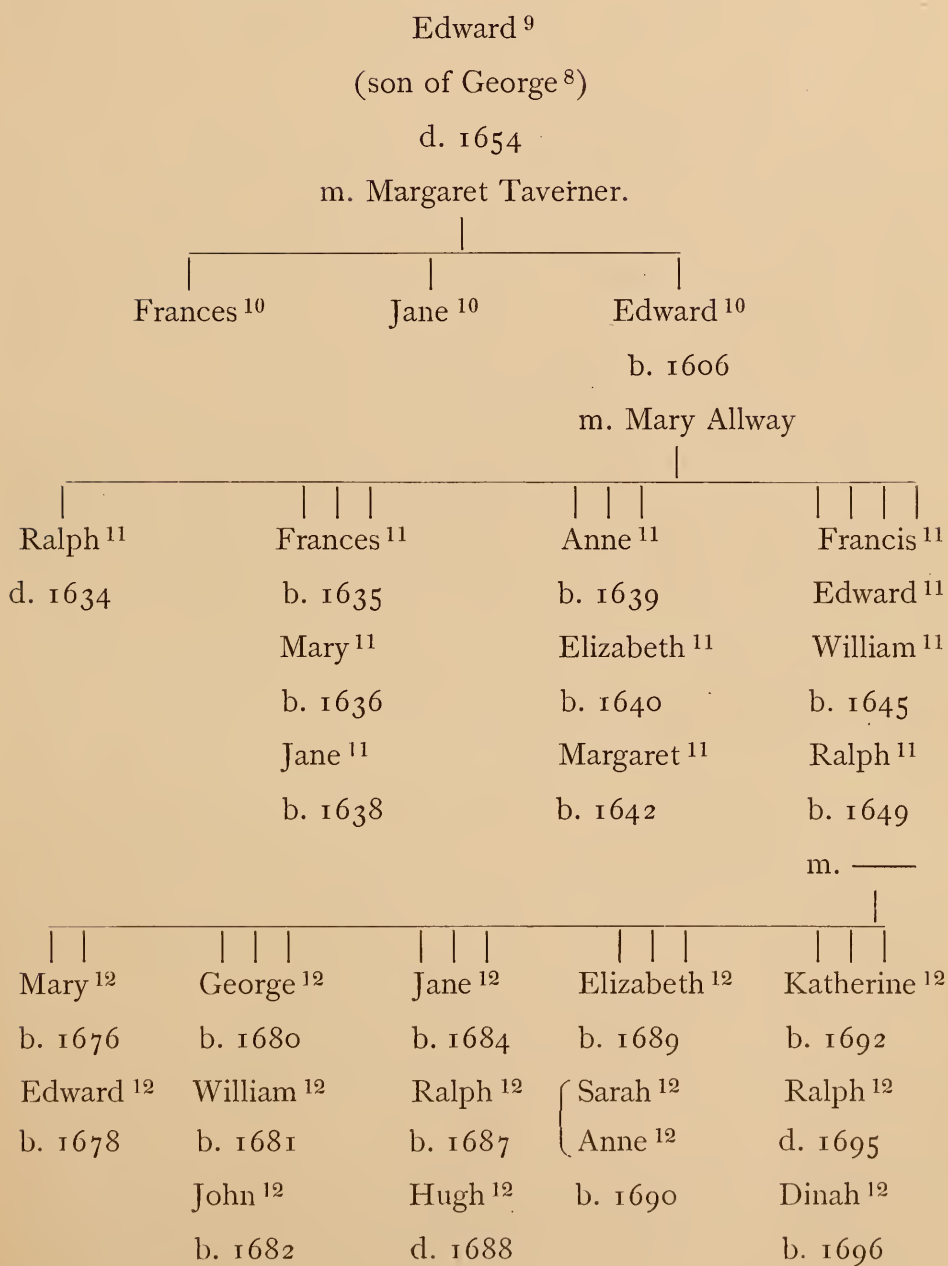 Edward 9
(son of George 8)
d. 1654
m. Margaret Taverner.
Frances 10 Jane 10 Edward 10
b. 1606
m. Mary Allway
Ralph 11 Frances 11 Anne 11 Francis 11
d. 1634 b. 1635 b. 1639 Edward 11
Mary 11 Elizabeth 11 William 11
b. 1636 b. 1640 b. 1645
Jane 11 Margaret 11 Ralph 11
b. 1638 b. 1642 b. 1649
m. ——
Mary 12 George 12 Jane 12 Elizabeth 12 Katherine 12
b. 1676 b. 1680 b. 1684 b. 1689 b. 1692
Edward 12 William 12 Ralph 12 Sarah 12 Ralph 12
b. 1678 b. 1681 b. 1687 Anne 12 d. 1695
John 12 Hugh 12 b. 1690 Dinah 12
b. 1682 d. 1688 b. 1696